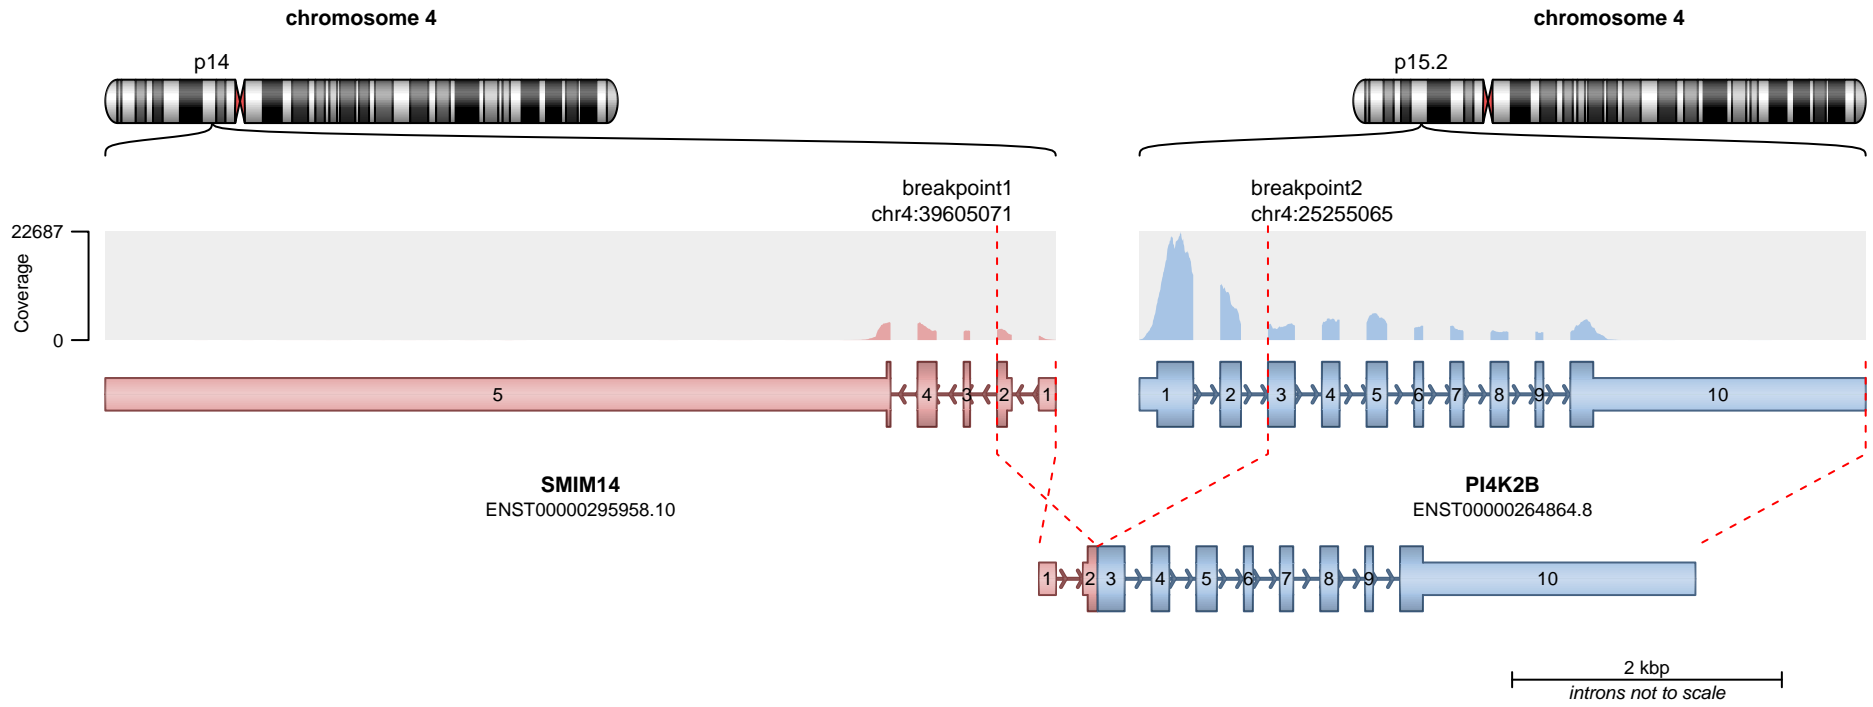 chromosome 4
chromosome 4
p14
p15.2
breakpoint1
chr4:39605071
breakpoint2
chr4:25255065
22687
Coverage
0
5 4 3 2 1
1 2 3 4 5 6 7 8 9 10
SMIM14
ENST00000295958.10
PI4K2B
ENST00000264864.8
1 2 3 4 5 6 7 8 9 10
2 kbp
introns not to scale